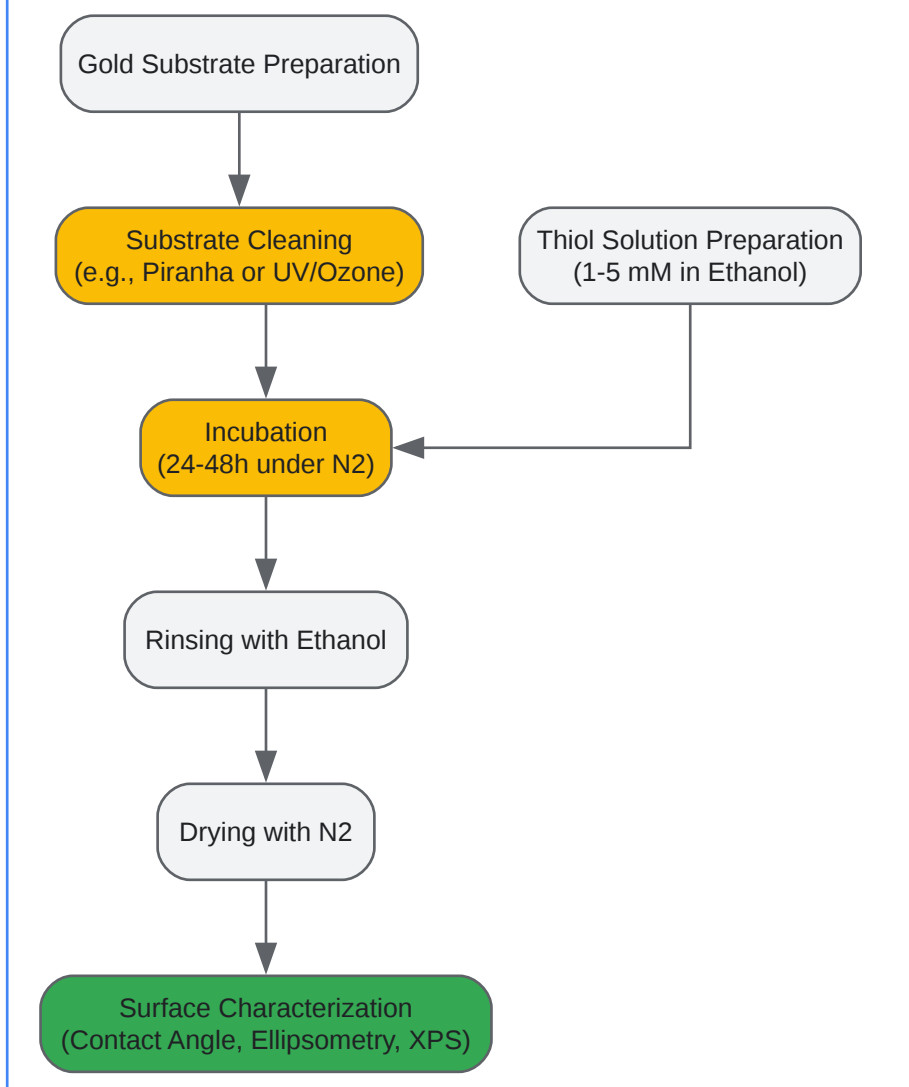 Gold Substrate Preparation
Substrate Cleaning
(e.g., Piranha or UV/Ozone)
Thiol Solution Preparation
(1-5 mM in Ethanol)
Incubation
(24-48h under N2)
Rinsing with Ethanol
Drying with N2
Surface Characterization
(Contact Angle, Ellipsometry, XPS)